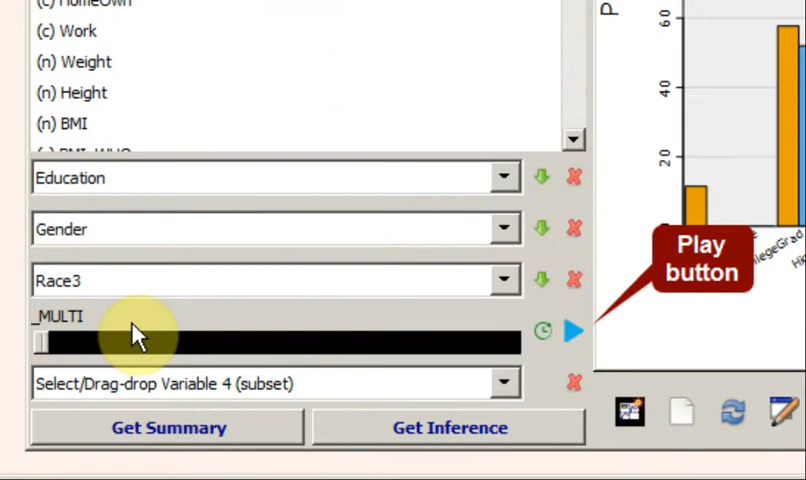 (c) HomeOwn
(c) Work
(n) Weight
(n) Height
(n) BMI
Education
Gender
Race3
_MULTI
Select/Drag-drop Variable 4 (subset)
Get Summary
Get Inference
P
60
40
20
Play
button